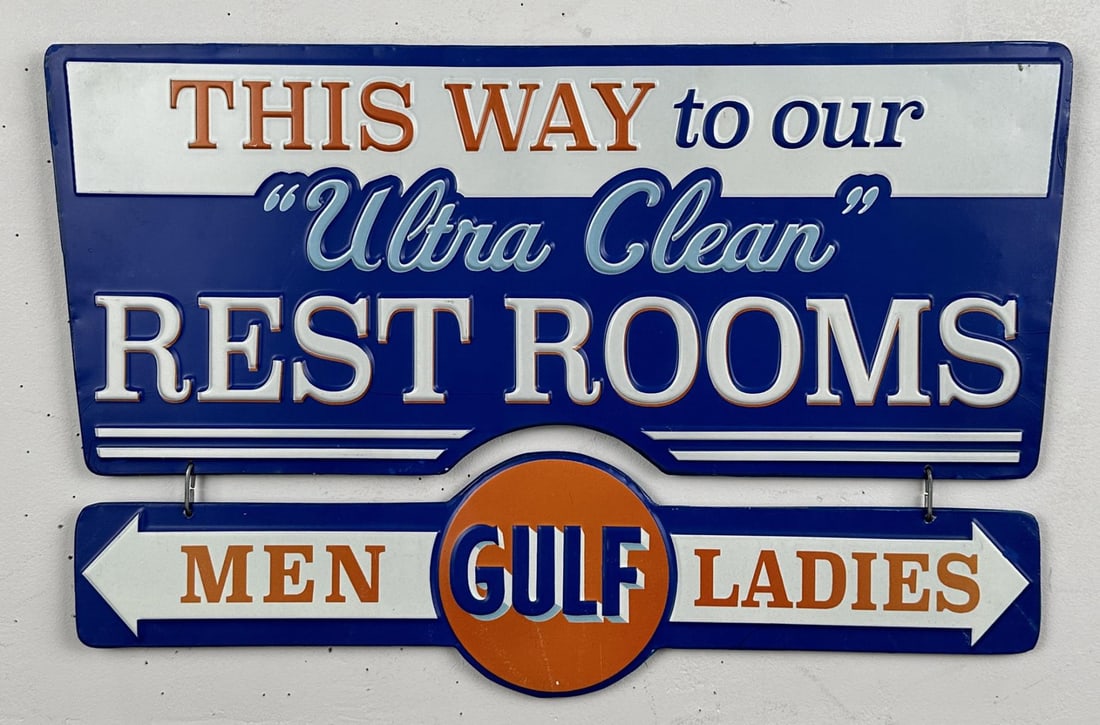 THIS WAY to our
“Ultra Clean”
REST ROOMS
MEN GULF LADIES